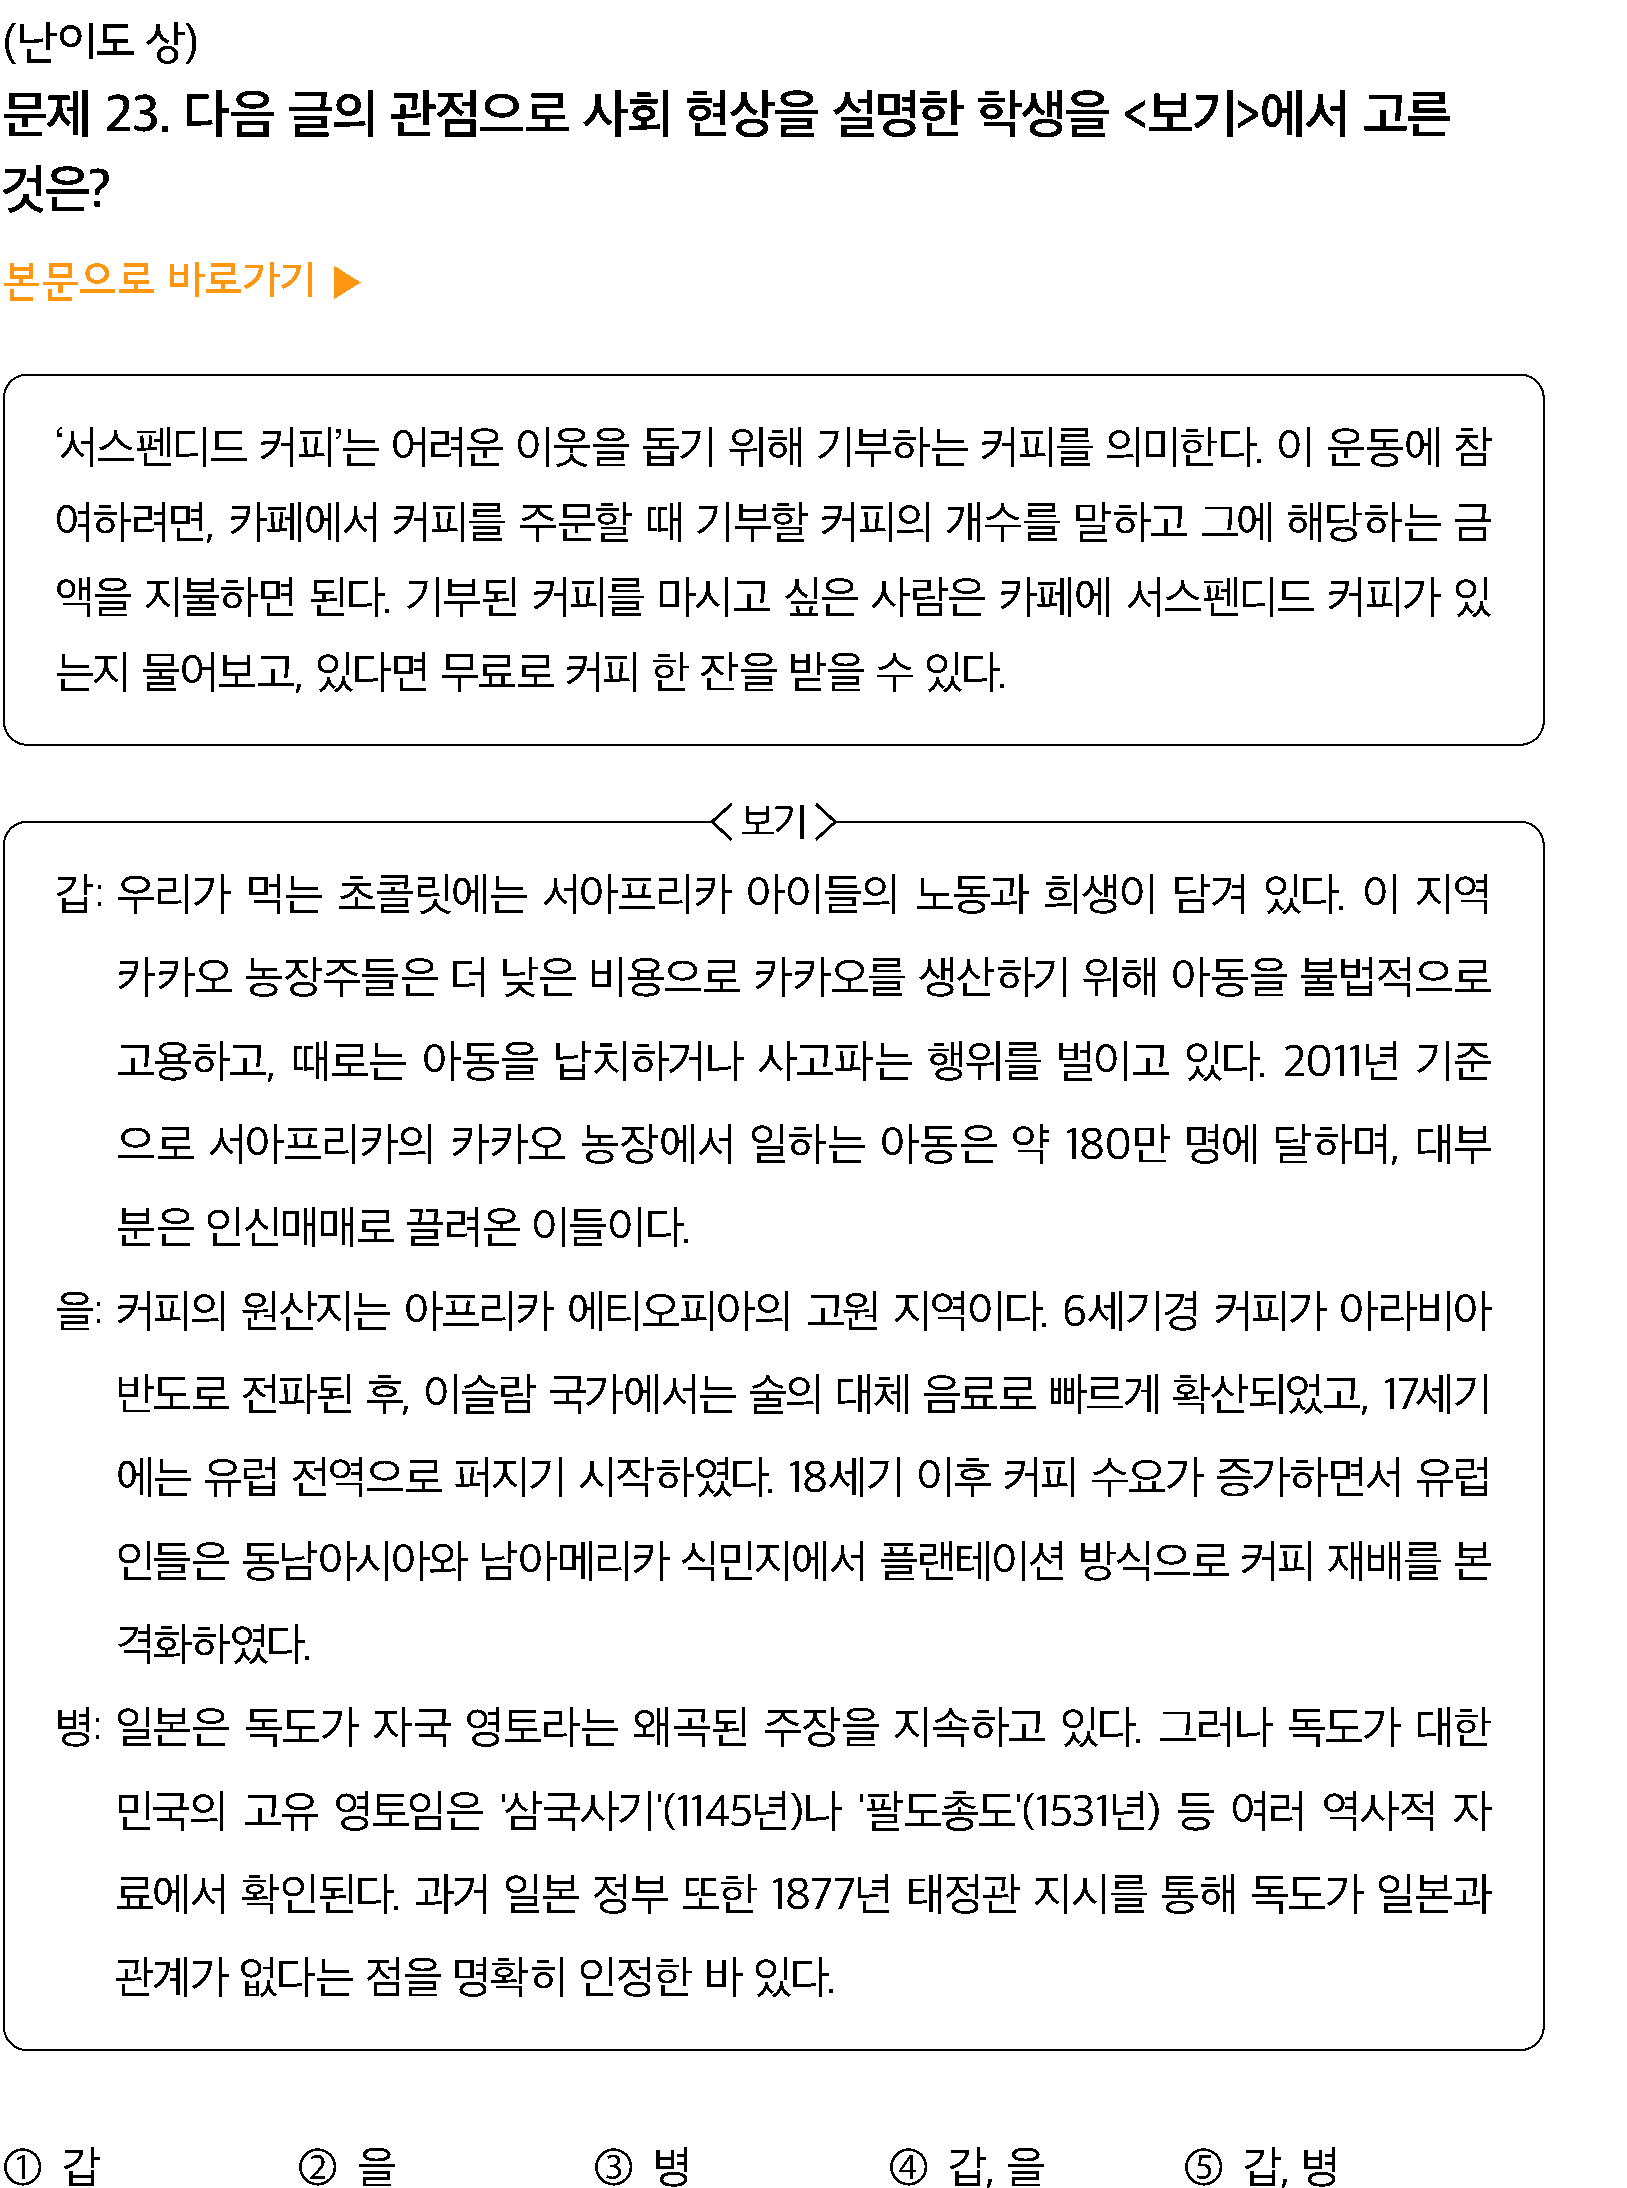 (난이도 상)
문제 23. 다음 글의 관점으로 사회 현상을 설명한 학생을 <보기>에서 고른
것은?
본문으로 바로가기 ▶
‘서스펜디드 커피’는 어려운 이웃을 돕기 위해 기부하는 커피를 의미한다. 이 운동에 참
여하려면, 카페에서 커피를 주문할 때 기부할 커피의 개수를 말하고 그에 해당하는 금
액을 지불하면 된다. 기부된 커피를 마시고 싶은 사람은 카페에 서스펜디드 커피가 있
는지 물어보고, 있다면 무료로 커피 한 잔을 받을 수 있다.
<보기>
갑: 우리가 먹는 초콜릿에는 서아프리카 아이들의 노동과 희생이 담겨 있다. 이 지역
카카오 농장주들은 더 낮은 비용으로 카카오를 생산하기 위해 아동을 불법적으로
고용하고, 때로는 아동을 납치하거나 사고파는 행위를 벌이고 있다. 2011년 기준
으로 서아프리카의 카카오 농장에서 일하는 아동은 약 180만 명에 달하며, 대부
분은 인신매매로 끌려온 이들이다.
을: 커피의 원산지는 아프리카 에티오피아의 고원 지역이다. 6세기경 커피가 아라비아
반도로 전파된 후, 이슬람 국가에서는 술의 대체 음료로 빠르게 확산되었고, 17세기
에는 유럽 전역으로 퍼지기 시작하였다. 18세기 이후 커피 수요가 증가하면서 유럽
인들은 동남아시아와 남아메리카 식민지에서 플랜테이션 방식으로 커피 재배를 본
격화하였다.
병: 일본은 독도가 자국 영토라는 왜곡된 주장을 지속하고 있다. 그러나 독도가 대한
민국의 고유 영토임은 '삼국사기'(1145년)나 '팔도총도'(1531년) 등 여러 역사적 자
료에서 확인된다. 과거 일본 정부 또한 1877년 태정관 지시를 통해 독도가 일본과
관계가 없다는 점을 명확히 인정한 바 있다.
① 갑 ② 을 ③ 병 ④ 갑, 을 ⑤ 갑, 병